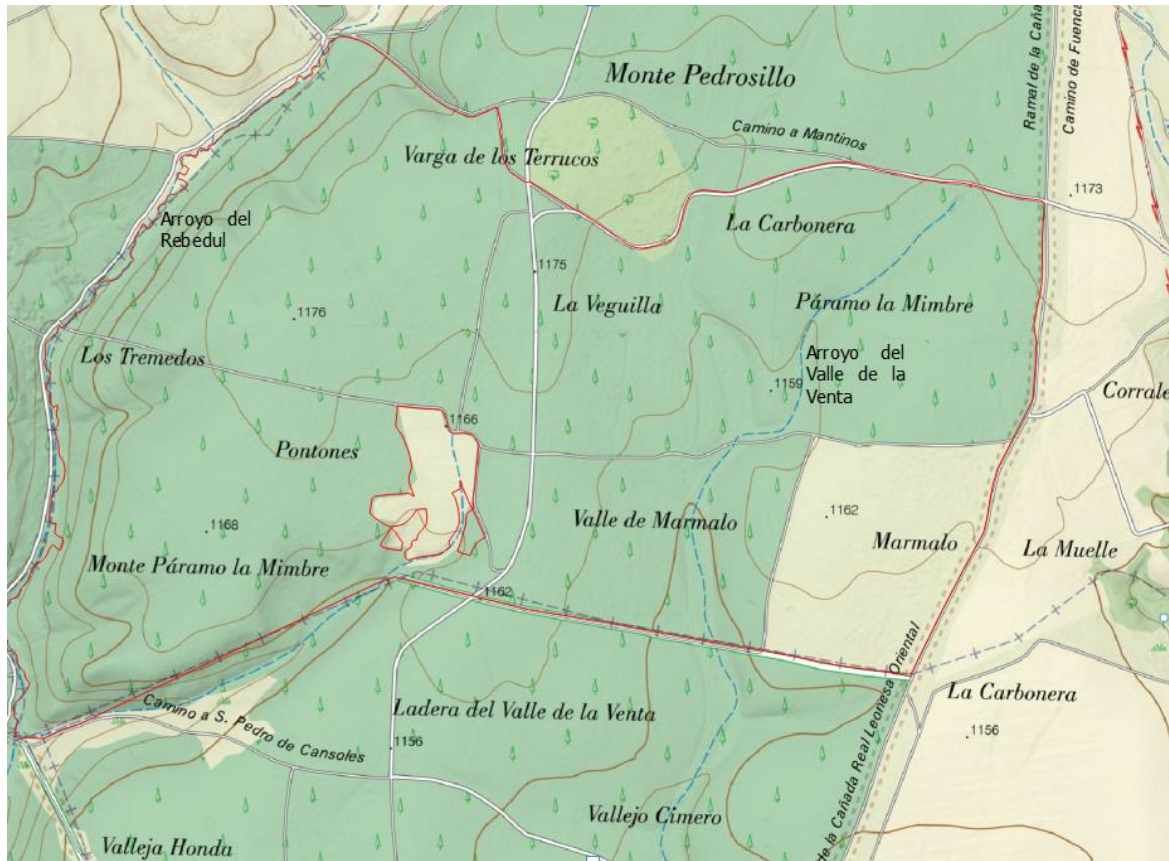 Monte Pedrosillo
Ramal de la Caña
Camino de Fuenca
Camino a Mantinos
Varga de los Terrucos
1173
Arroyo del
Rebedul
La Carbonera
1175
La Veguilla
Páramo la Mimbre
1176
Los Tremedos
Arroyo del
Valle de la
Venta
1159
Corrale
1166
Pontones
1168
Valle de Marmalo
1162
Marmalo
La Muelle
Monte Páramo la Mimbre
1162
de la Cañada Real Leonesa Oriental
La Carbonera
Camino a S. Pedro de Cansoles
Ladera del Valle de la Venta
1156
1156
Vallejo Cimero
Valleja Honda